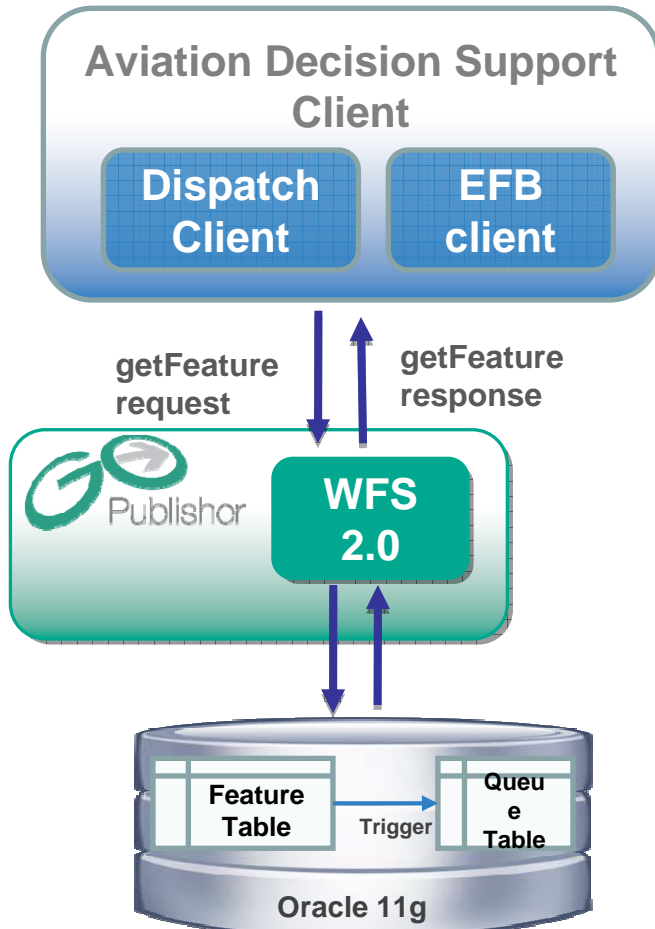 Aviation Decision Support
Client
Dispatch
Client
EFB
client
getFeature
request
getFeature
response
GO
Publishor
WFS
2.0
Feature
Table
Trigger
Queu
e
Table
Oracle 11g